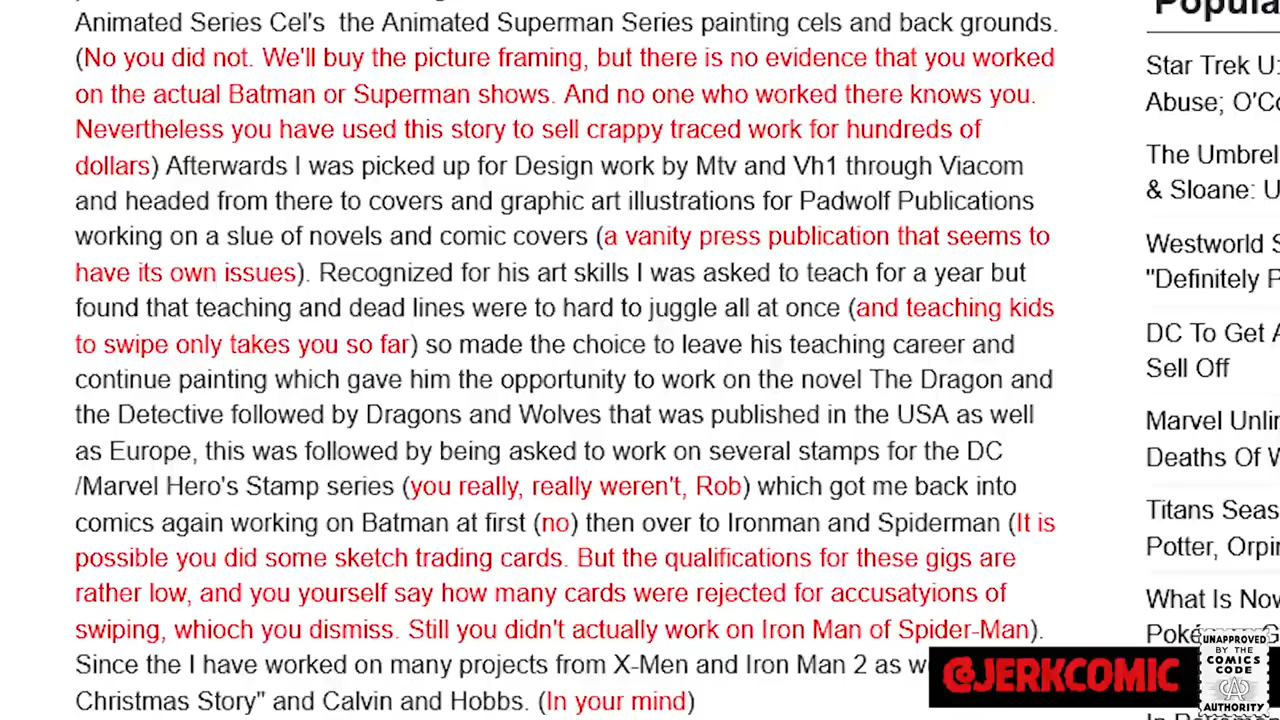 Animated Series Cel's the Animated Superman Series painting cels and back grounds.
(No you did not. We'll buy the picture framing, but there is no evidence that you worked
on the actual Batman or Superman shows. And no one who worked there knows you.
Nevertheless you have used this story to sell crappy traced work for hundreds of
dollars) Afterwards I was picked up for Design work by Mtv and Vh1 through Viacom
and headed from there to covers and graphic art illustrations for Padwolf Publications
working on a slue of novels and comic covers (a vanity press publication that seems to
have its own issues). Recognized for his art skills I was asked to teach for a year but
found that teaching and dead lines were to hard to juggle all at once (and teaching kids
to swipe only takes you so far) so made the choice to leave his teaching career and
continue painting which gave him the opportunity to work on the novel The Dragon and
the Detective followed by Dragons and Wolves that was published in the USA as well
as Europe, this was followed by being asked to work on several stamps for the DC
/Marvel Hero's Stamp series (you really, really weren't, Rob) which got me back into
comics again working on Batman at first (no) then over to Ironman and Spiderman (It is
possible you did some sketch trading cards. But the qualifications for these gigs are
rather low, and you yourself say how many cards were rejected for accusatyions of
swiping, whioch you dismiss. Still you didn't actually work on Iron Man of Spider-Man).
Since the I have worked on many projects from X-Men and Iron Man 2 as
Christmas Story" and Calvin and Hobbs. (In your mind)
Star Trek
Abuse;
The
& Sloane:
Westworld
"Definitely
DC To Get
Sell Off
Marvel
Deaths Of
Titans
Potter,
What Is
@JERKCOMIC
UNAPPROVED
BY THE
COMICS
CODE
AUTHORITY